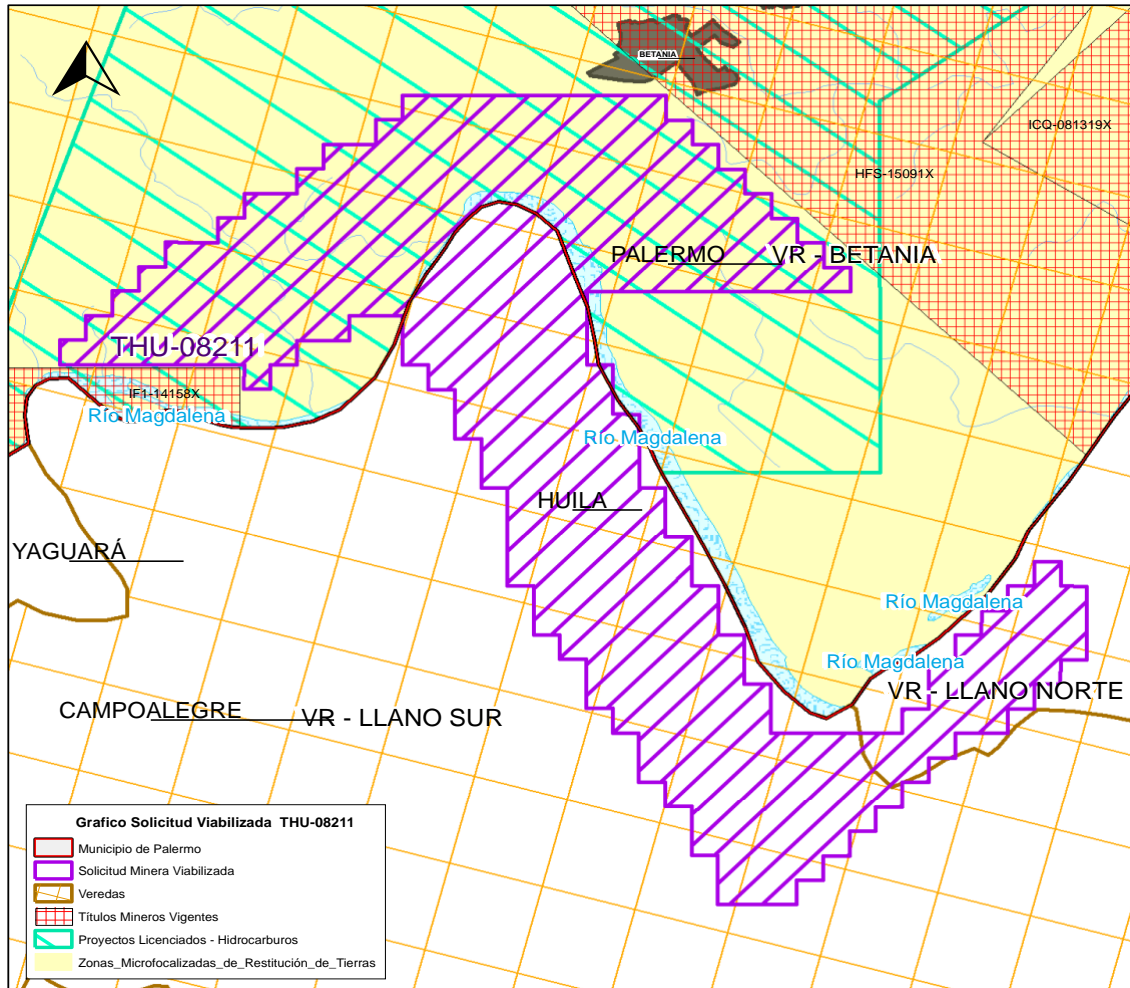 BETANIA
ICQ-081319X
HFS-15091X
PALERMO
VR - BETANIA
THU-08211
IF1-14158X
Río Magdalena
Río Magdalena
HUILA
YAGUARÁ
Río Magdalena
Río Magdalena
VR - LLANO NORTE
CAMPOALEGRE
VR - LLANO SUR
Grafico Solicitud Viabilizada THU-08211
Municipio de Palermo
Solicitud Minera Viabilizada
Veredas
Títulos Mineros Vigentes
Proyectos Licenciados - Hidrocarburos
Zonas_Microfocalizadas_de_Restitución_de_Tierras